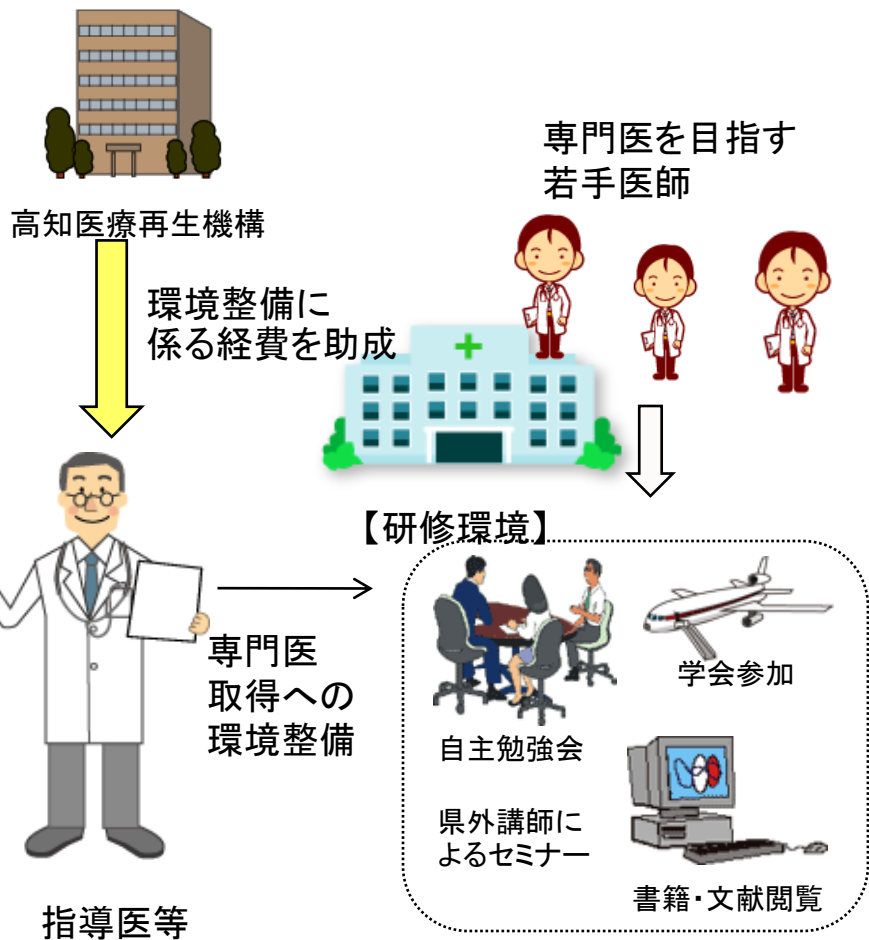 高知医療再生機構
専門医を目指す
若手医師
環境整備に
係る経費を助成
【研修環境】
専門医
取得への
環境整備
指導医等
自主勉強会
学会参加
県外講師に
よるセミナー
書籍・文献閲覧